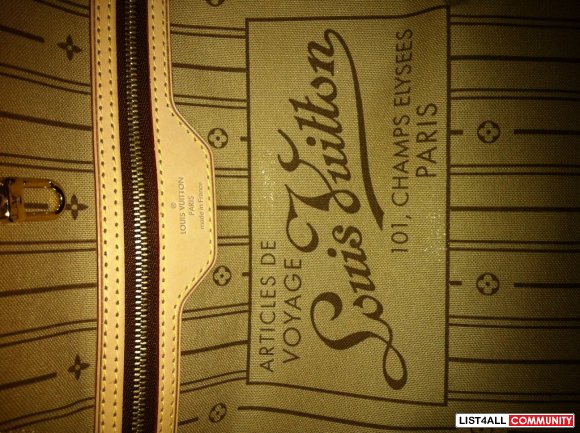 ®
LOUIS VUITTON
PARIS
made in France
ARTICLES DE
VOYAGE
Louis Vuitton
101, CHAMPS ELYSEES
PARIS
LIST4ALL COMMUNITY